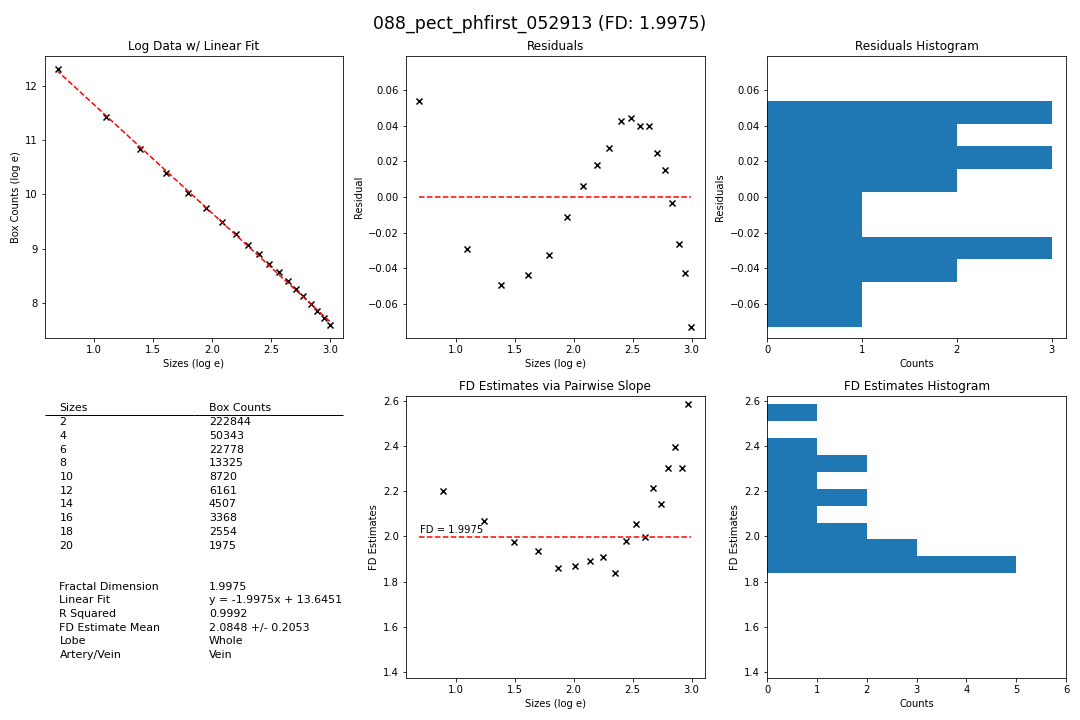 088_pect_phfirst_052913 (FD: 1.9975)
Log Data w/ Linear Fit
Box Counts (log e)
12
11
10
9
8
1.0 1.5 2.0 2.5 3.0
Sizes (log e)
Residuals
Residual
0.06
0.04
0.02
0.00
−0.02
−0.04
−0.06
1.0 1.5 2.0 2.5 3.0
Sizes (log e)
Residuals Histogram
Residuals
0.06
0.04
0.02
0.00
−0.02
−0.04
−0.06
0 1 2 3
Counts
Sizes Box Counts
2 222844
4 50343
6 22778
8 13325
10 8720
12 6161
14 4507
16 3368
18 2554
20 1975
Fractal Dimension 1.9975
Linear Fit y = -1.9975x + 13.6451
R Squared 0.9992
FD Estimate Mean 2.0848 +/- 0.2053
Lobe Whole
Artery/Vein Vein
FD Estimates via Pairwise Slope
FD Estimates
2.6
2.4
2.2
2.0
1.8
1.6
1.4
FD = 1.9975
1.0 1.5 2.0 2.5 3.0
Sizes (log e)
FD Estimates Histogram
FD Estimates
2.6
2.4
2.2
2.0
1.8
1.6
1.4
0 1 2 3 4 5 6
Counts